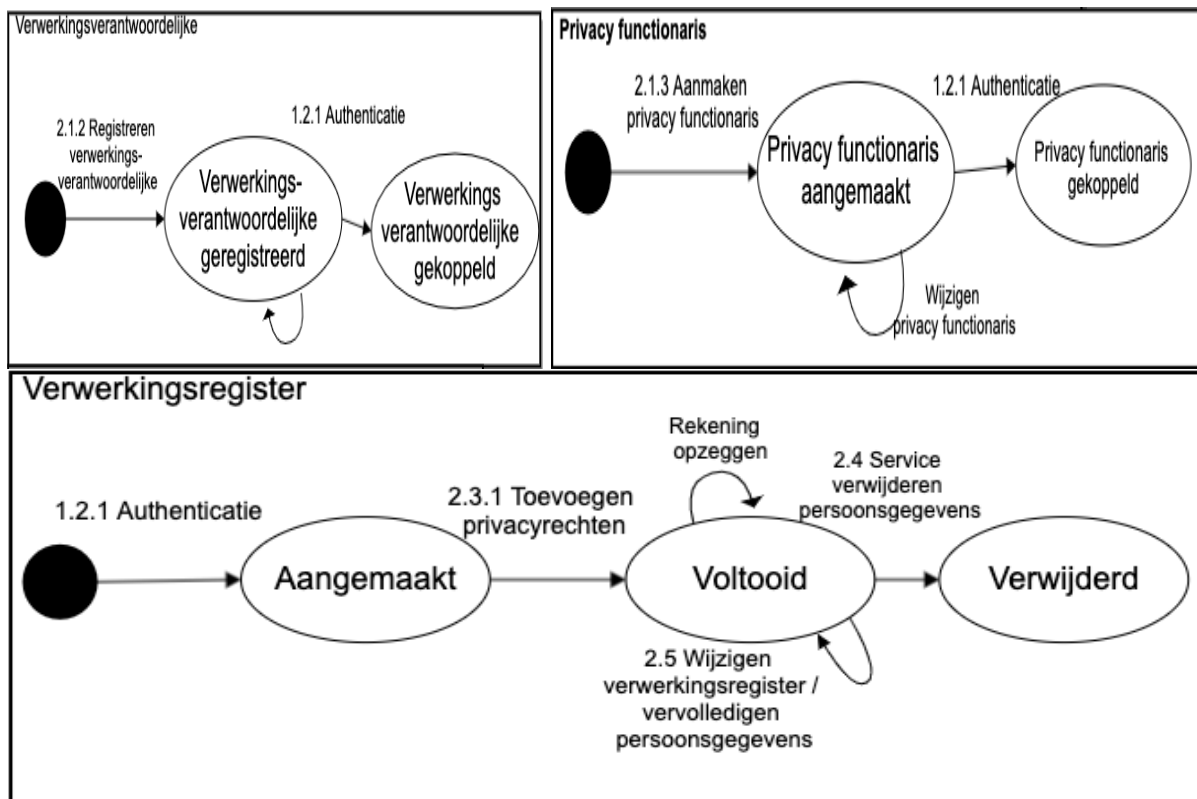 Verwerkingsverantwoordelijke
2.1.2 Registreren
verwerkings-
verantwoordelijke
1.2.1 Authenticatie
Verwerkings-
verantwoordelijke
geregistreerd
Verwerkings
verantwoordelijke
gekoppeld
Privacy functionaris
2.1.3 Aanmaken
privacy functionaris
1.2.1 Authenticatie
Privacy functionaris
aangemaakt
Privacy functionaris
gekoppeld
Wijzigen
privacy functionaris
Verwerkingsregister
1.2.1 Authenticatie
Aangemaakt
2.3.1 Toevoegen
privacyrechten
Rekening
opzeggen
Voltooid
2.4 Service
verwijderen
persoonsgegevens
Verwijderd
2.5 Wijzigen
verwerkingsregister /
vervolledigen
persoonsgegevens